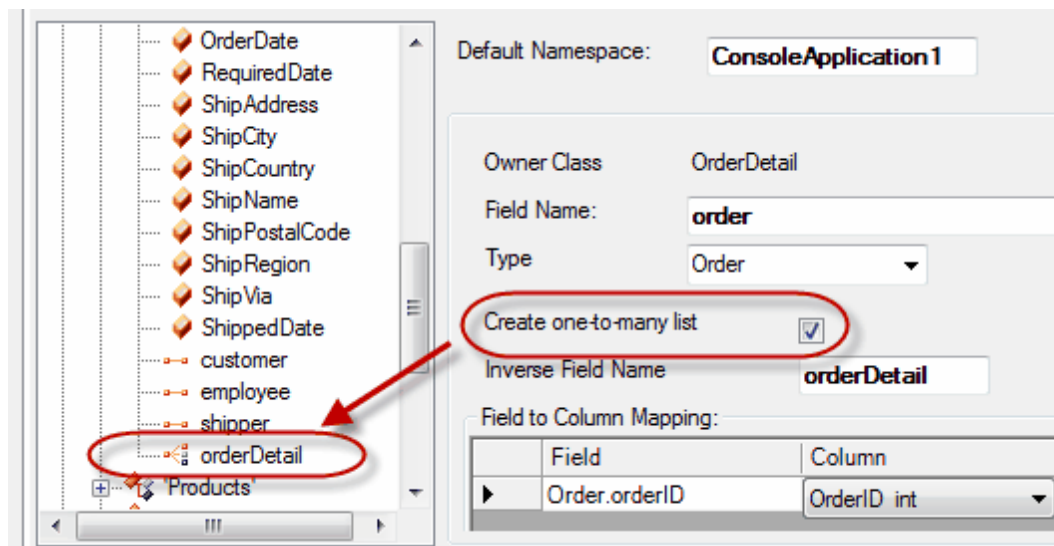 OrderDate
RequiredDate
ShipAddress
ShipCity
ShipCountry
ShipName
ShipPostalCode
ShipRegion
ShipVia
ShippedDate
customer
employee
shipper
orderDetail
'Products'
Default Namespace: ConsoleApplication1
Owner Class OrderDetail
Field Name: order
Type Order
Create one-to-many list
Inverse Field Name orderDetail
Field to Column Mapping:
Field Column
Order.orderID OrderID int